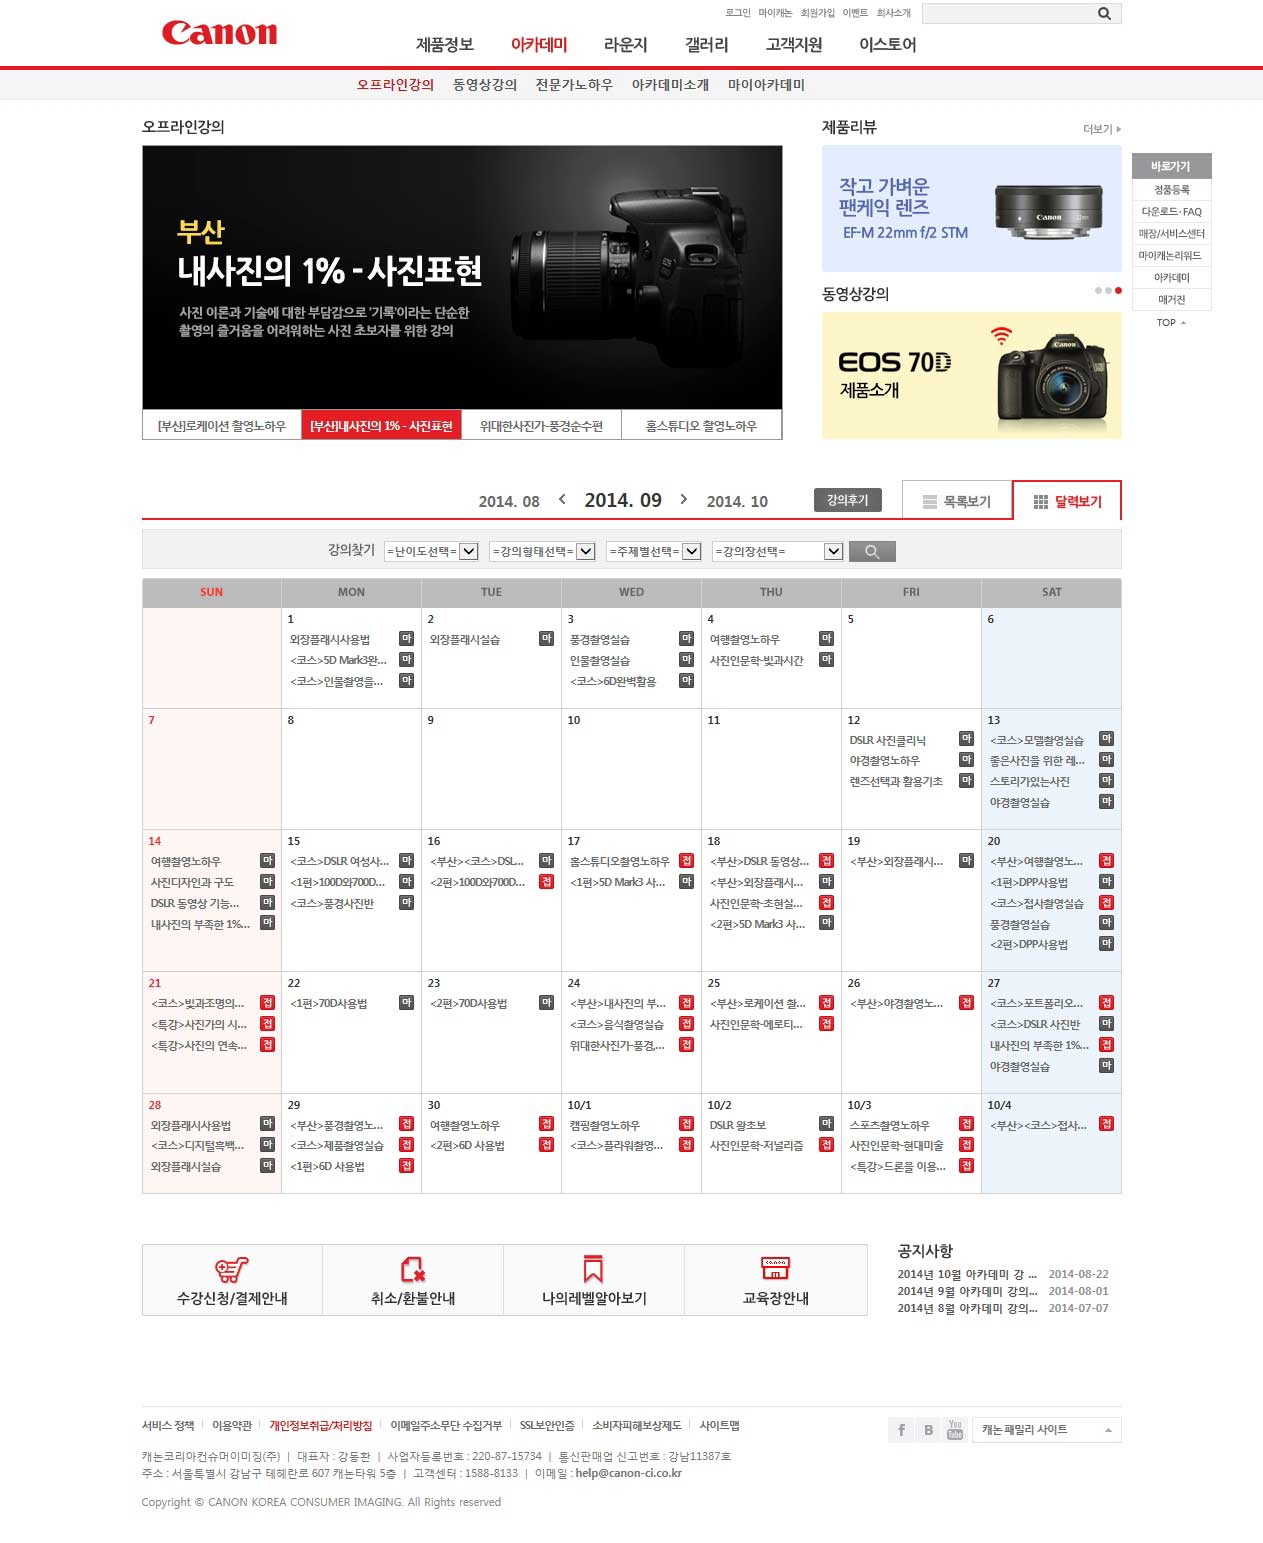 로그인 마이캐논 회원가입 이벤트 회사소개
Canon
제품정보 아카데미 라운지 갤러리 고객지원 이스토어
오프라인강의 동영상강의 전문가노하우 아카데미소개 마이아카데미
오프라인강의
부산
내사진의 1% - 사진표현
사진 이론과 기술에 대한 부담감으로 '기록'이라는 단순한
촬영의 즐거움을 어려워하는 사진 초보자를 위한 강의
[부산]로케이션 촬영노하우 [부산]내사진의 1% - 사진표현 위대한사진가-풍경순수편 홈스튜디오 촬영노하우
제품리뷰 더보기
작고 가벼운
팬케익 렌즈
EF-M 22mm f/2 STM
Canon
동영상강의
EOS 70D
제품소개
Canon
바로가기
정품등록
다운로드·FAQ
매장/서비스센터
마이캐논리워드
아카데미
매거진
TOP
2014. 08 < 2014. 09 > 2014. 10 강의후기 목록보기 달력보기
강의찾기 =난이도선택= =강의형태선택= =주제별선택= =강의장선택=
SUN MON TUE WED THU FRI SAT
1
외장플래시사용법 마
<코스>5D Mark3완... 마
<코스>인물촬영을... 마
2
외장플래시실습 마
3
풍경촬영실습 마
인물촬영실습 마
<코스>6D완벽활용 마
4
여행촬영노하우 마
사진인문학-빛과시간 마
5
6
7
8
9
10
11
12
DSLR 사진클리닉 마
야경촬영노하우 마
렌즈선택과 활용기초 마
13
<코스>모델촬영실습 마
좋은사진을 위한 레... 마
스토리가있는사진 마
야경촬영실습 마
14
여행촬영노하우 마
사진디자인과 구도 마
DSLR 동영상 기능... 마
내사진의 부족한 1%... 마
15
<코스>DSLR 여성사... 마
<1편>100D와700D... 마
<코스>풍경사진반 마
16
<부산><코스>DSL... 마
<2편>100D와700D... 접
17
홈스튜디오촬영노하우 접
<1편>5D Mark3 사... 마
18
<부산>DSLR 동영상... 접
<부산>외장플래시... 마
사진인문학-초현실... 접
<2편>5D Mark3 사... 마
19
<부산>외장플래시... 마
20
<부산>여행촬영노... 접
<1편>DPP사용법 마
<코스>접사촬영실습 접
풍경촬영실습 마
<2편>DPP사용법 마
21
<코스>빛과조명의... 접
<특강>사진가의 시... 접
<특강>사진의 연속... 접
22
<1편>70D사용법 마
23
<2편>70D사용법 마
24
<부산>내사진의 부... 접
<코스>음식촬영실습 접
위대한사진가-풍경,... 접
25
<부산>로케이션 촬... 접
사진인문학-에로티... 접
26
<부산>야경촬영노... 접
27
<코스>포트폴리오... 접
<코스>DSLR 사진반 마
내사진의 부족한 1%... 접
야경촬영실습 마
28
외장플래시사용법 마
<코스>디지털흑백... 마
외장플래시실습 마
29
<부산>풍경촬영노... 접
<코스>제품촬영실습 접
<1편>6D 사용법 접
30
여행촬영노하우 접
<2편>6D 사용법 접
10/1
캠핑촬영노하우 접
<코스>플라워촬영... 접
10/2
DSLR 왕초보 마
사진인문학-저널리즘 접
10/3
스포츠촬영노하우 접
사진인문학-현대미술 접
<특강>드론을 이용... 접
10/4
<부산><코스>접사... 접
수강신청/결제안내 취소/환불안내 나의레벨알아보기 교육장안내
공지사항
2014년 10월 아카데미 강 ... 2014-08-22
2014년 9월 아카데미 강의... 2014-08-01
2014년 8월 아카데미 강의... 2014-07-07
서비스 정책 이용약관 개인정보취급/처리방침 이메일주소무단 수집거부 SSL보안인증 소비자피해보상제도 사이트맵
f B You Tube 캐논 패밀리 사이트
캐논코리아컨슈머이미징(주) | 대표자 : 강동환 | 사업자등록번호 : 220-87-15734 | 통신판매업 신고번호 : 강남11387호
주소 : 서울특별시 강남구 테헤란로 607 캐논타워 5층 | 고객센터 : 1588-8133 | 이메일 : help@canon-ci.co.kr
Copyright © CANON KOREA CONSUMER IMAGING. All Rights reserved